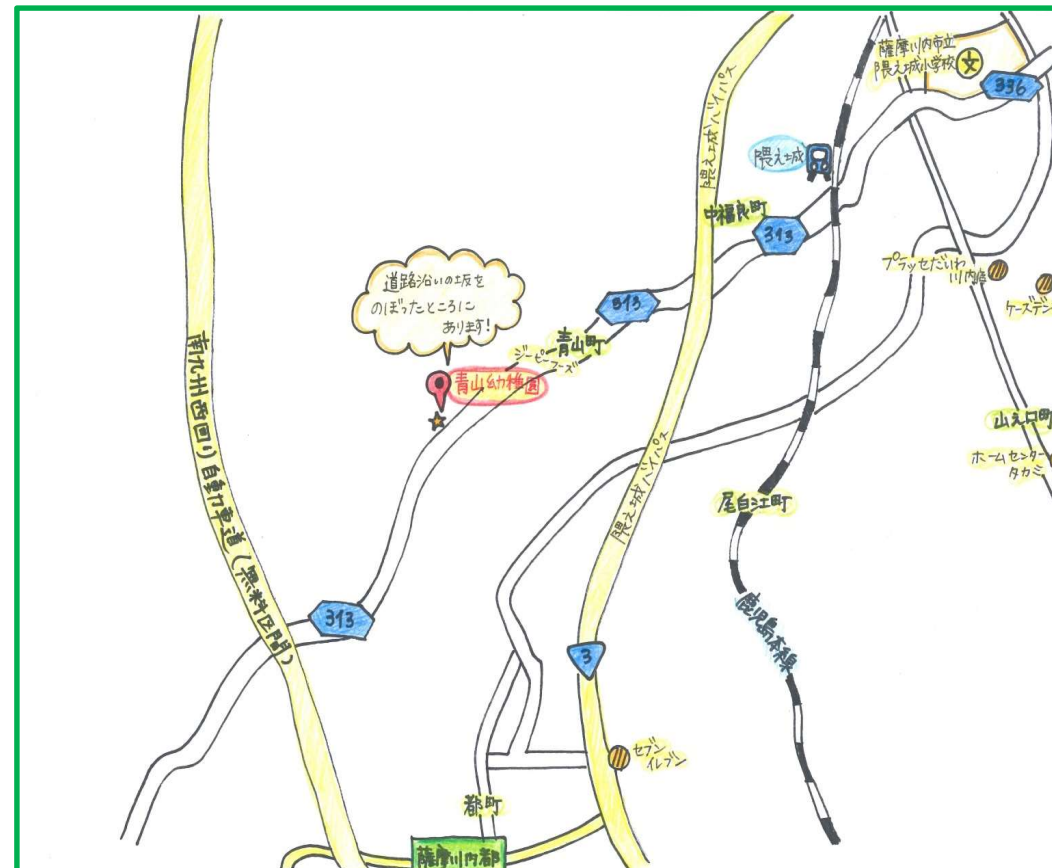 薩摩川内市立
隈之城小学校
文
336
隈之城バイパス
隈之城
中福良町
313
プラッセだいわ
川内店
ケーズデン
道路沿いの坂を
のぼったところに
あります!
313
青山町
ジーピーフーズ
青山幼稚園
南九州西回り自動車道(無料区間)
山之口町
ホームセンター
タカミ
隈之城バイパス
尾白江町
鹿児島本線
313
3
セブン
イレブン
都町
薩摩川内都